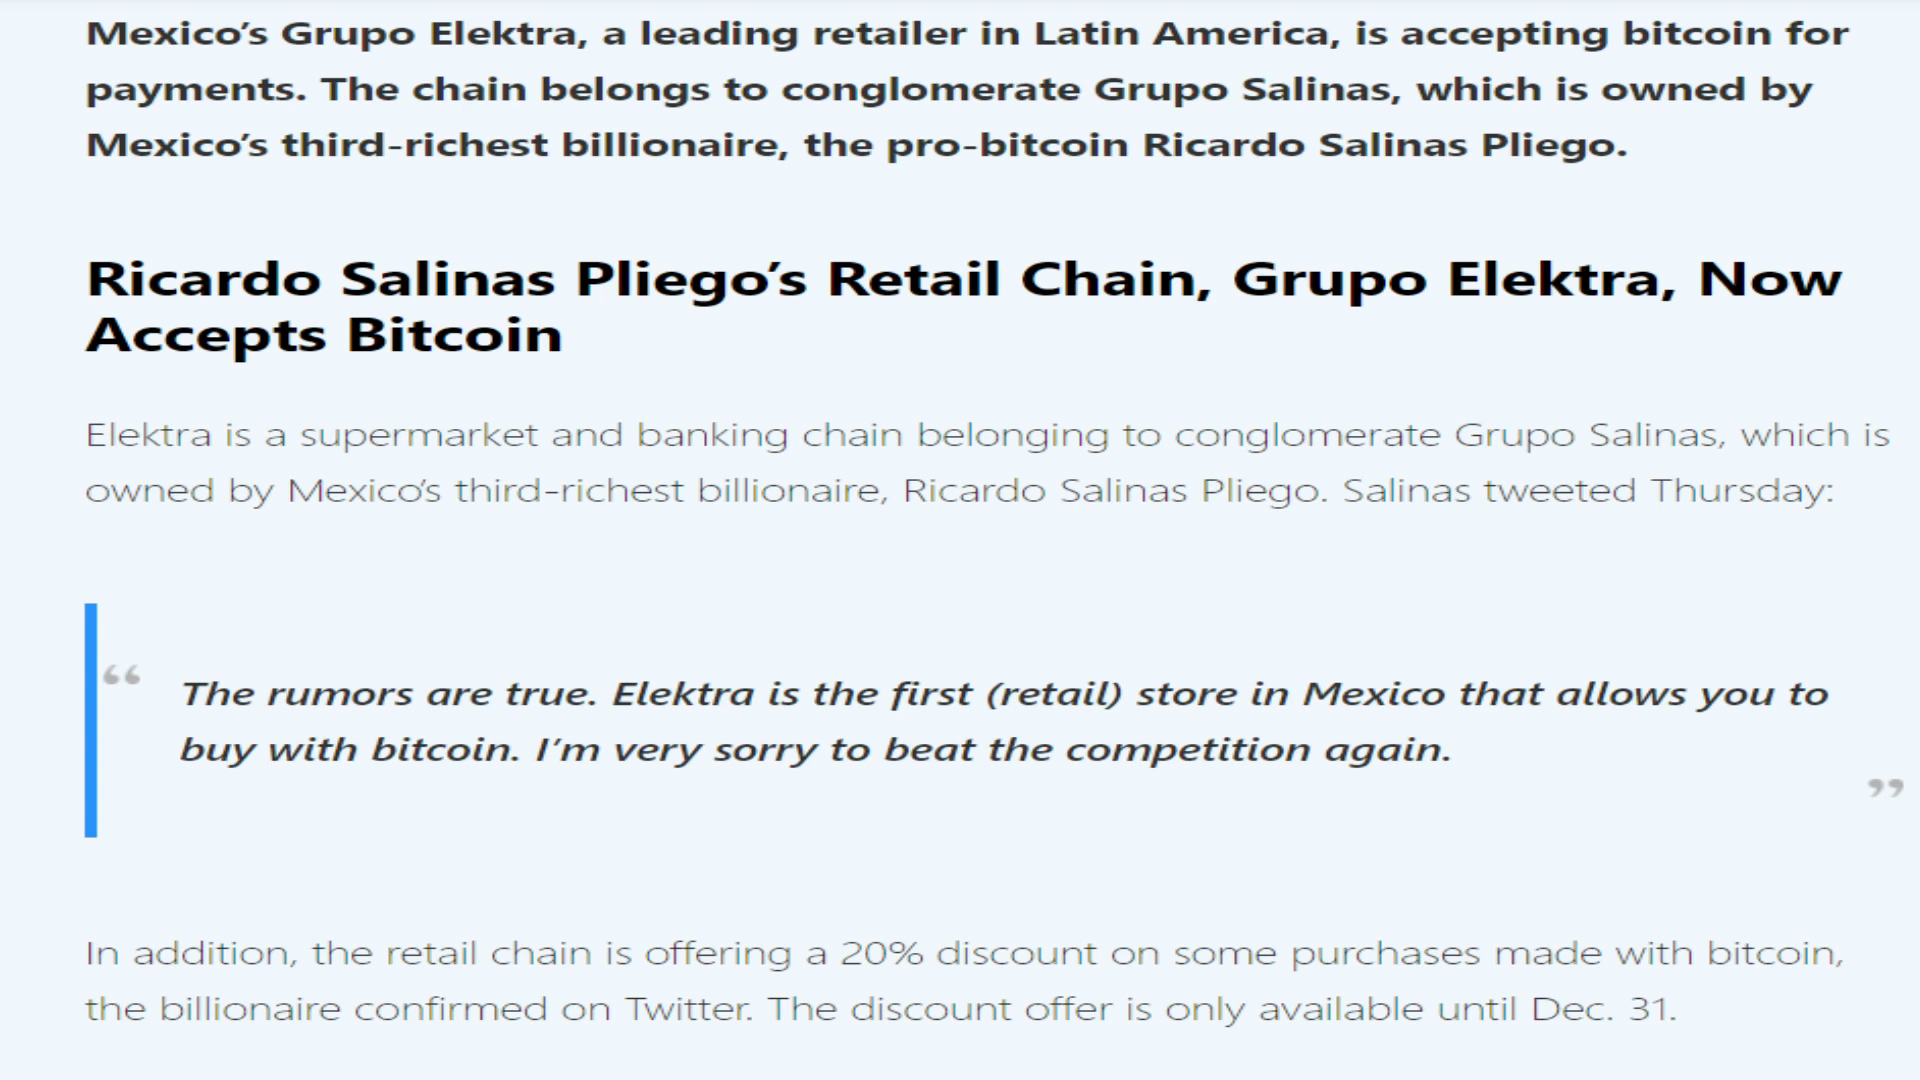 Mexico’s Grupo Elektra, a leading retailer in Latin America, is accepting bitcoin for
payments. The chain belongs to conglomerate Grupo Salinas, which is owned by
Mexico’s third-richest billionaire, the pro-bitcoin Ricardo Salinas Pliego.
Ricardo Salinas Pliego’s Retail Chain, Grupo Elektra, Now
Accepts Bitcoin
Elektra is a supermarket and banking chain belonging to conglomerate Grupo Salinas, which is
owned by Mexico’s third-richest billionaire, Ricardo Salinas Pliego. Salinas tweeted Thursday:
“ The rumors are true. Elektra is the first (retail) store in Mexico that allows you to
buy with bitcoin. I’m very sorry to beat the competition again. ”
In addition, the retail chain is offering a 20% discount on some purchases made with bitcoin,
the billionaire confirmed on Twitter. The discount offer is only available until Dec. 31.